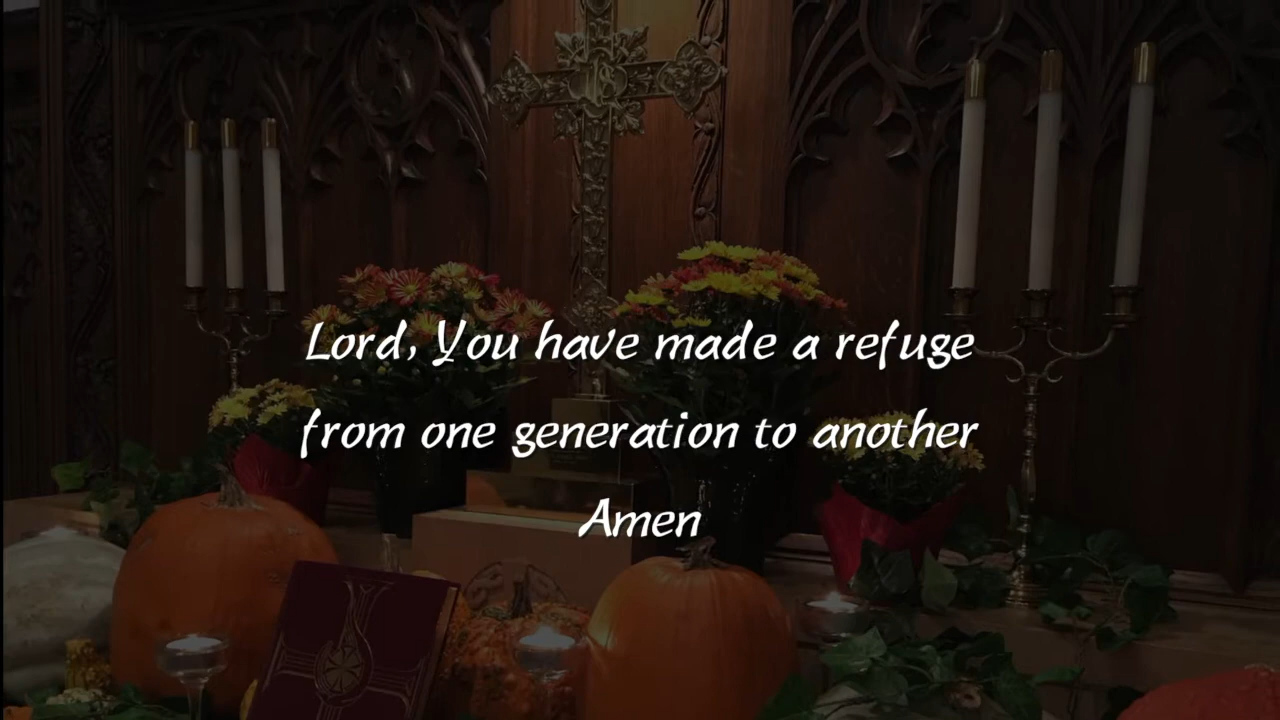 Lord, You have made a refuge
from one generation to another
Amen